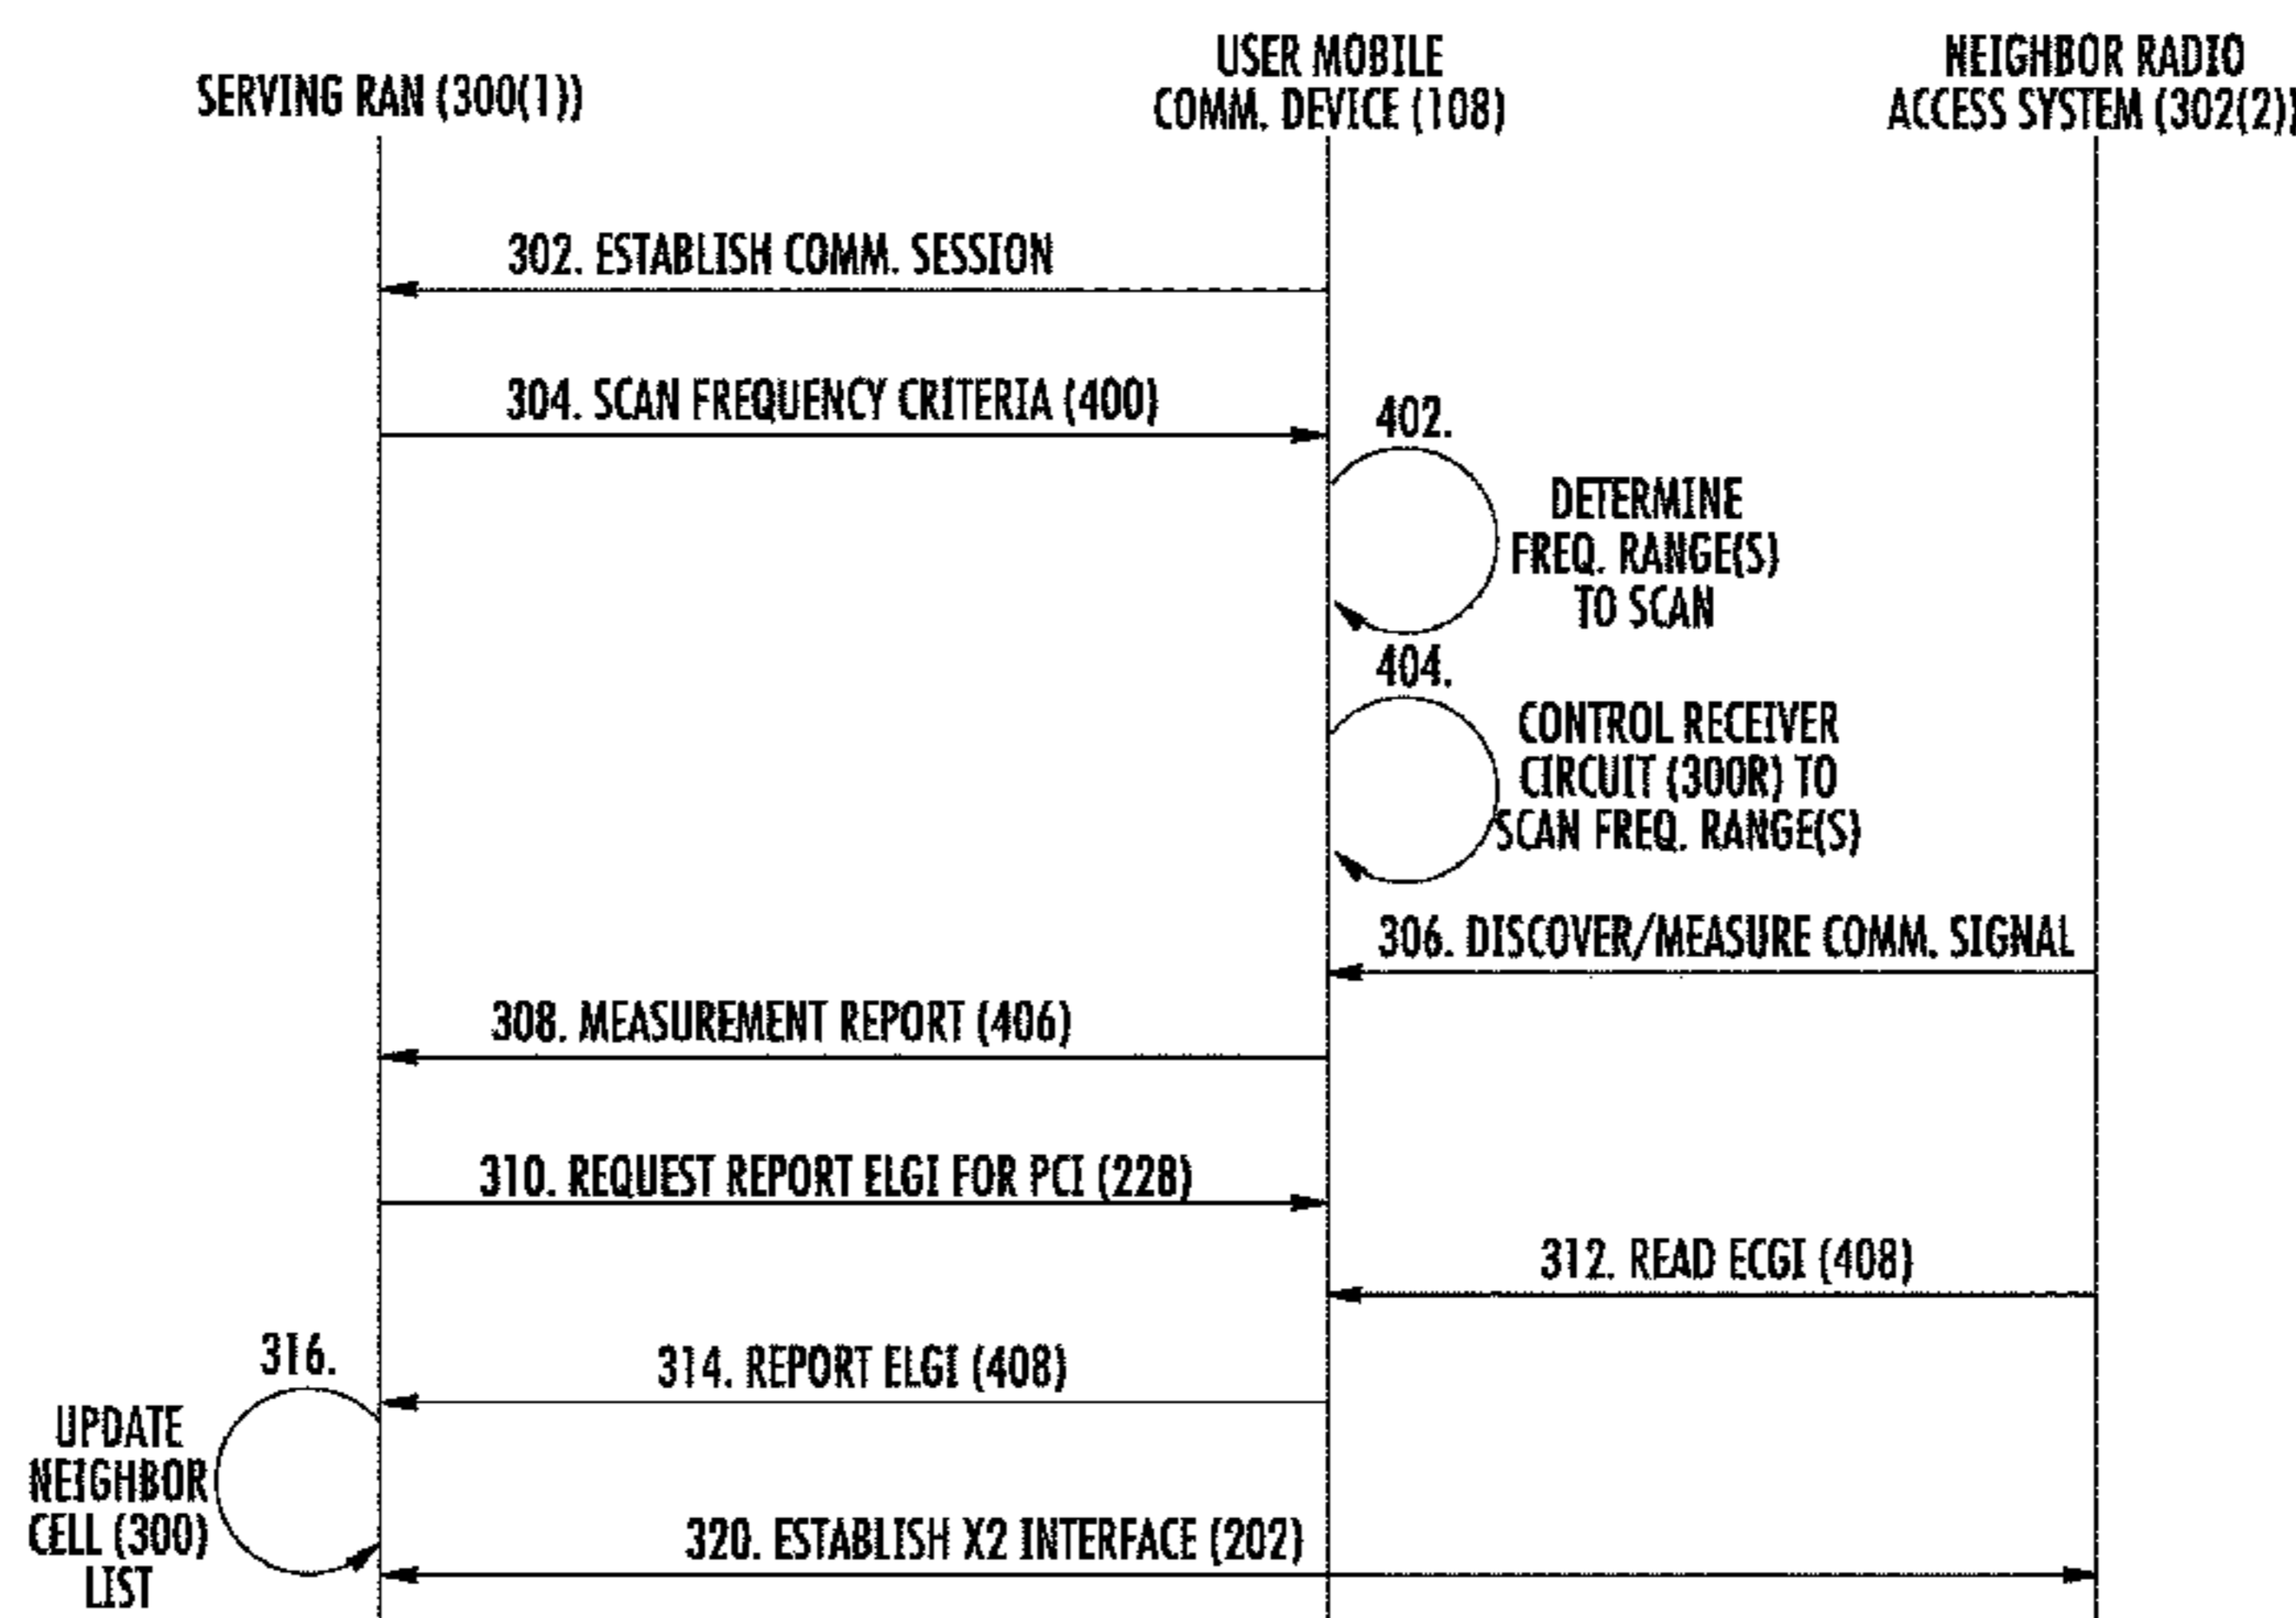 SERVING RAN (300(1))
USER MOBILE
COMM. DEVICE (108)
NEIGHBOR RADIO
ACCESS SYSTEM (302(2))
302. ESTABLISH COMM. SESSION
304. SCAN FREQUENCY CRITERIA (400)
402.
DETERMINE
FREQ. RANGE(S)
TO SCAN
404.
CONTROL RECEIVER
CIRCUIT (300R) TO
SCAN FREQ. RANGE(S)
306. DISCOVER/MEASURE COMM. SIGNAL
308. MEASUREMENT REPORT (406)
310. REQUEST REPORT ELGI FOR PCI (228)
312. READ ECGI (408)
314. REPORT ELGI (408)
316.
UPDATE
NEIGHBOR
CELL (300)
LIST
320. ESTABLISH X2 INTERFACE (202)